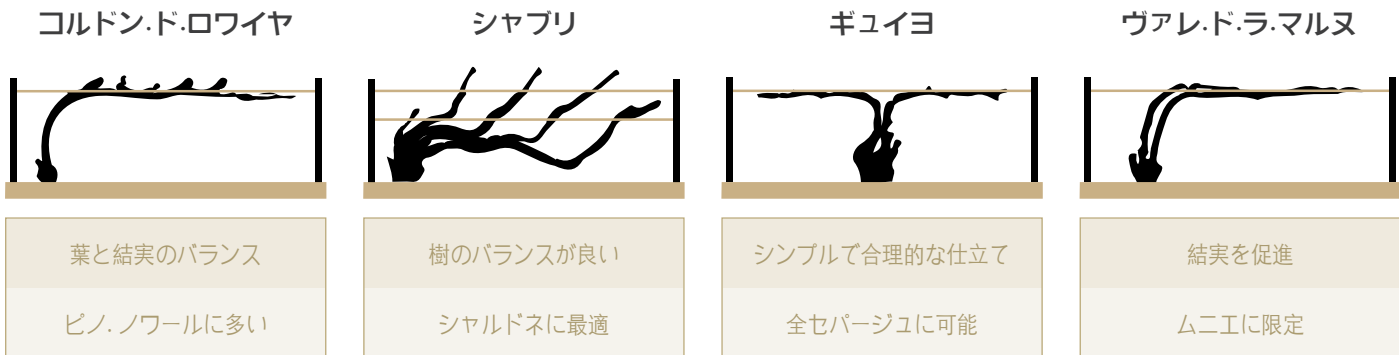 コルドン.ド.ロワイヤ
シャブリ
ギュイヨ
ヴァレ.ド.ラ.マルヌ
葉と結実のバランス
樹のバランスが良い
シンプルで合理的な仕立て
結実を促進
ピノ.ノワールに多い
シャルドネに最適
全セパージュに可能
ムニエに限定